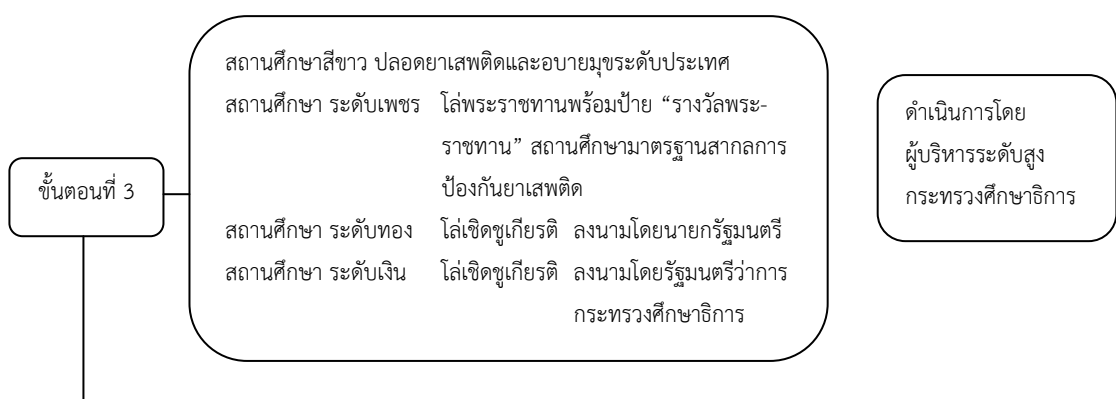 ขั้นตอนที่ 3
สถานศึกษาสีขาว ปลอดยาเสพติดและอบายมุขระดับประเทศ
สถานศึกษา ระดับเพชร โล่พระราชทานพร้อมป้าย “รางวัลพระ-
ราชทาน” สถานศึกษามาตรฐานสากลการ
ป้องกันยาเสพติด
สถานศึกษา ระดับทอง โล่เชิดชูเกียรติ ลงนามโดยนายกรัฐมนตรี
สถานศึกษา ระดับเงิน โล่เชิดชูเกียรติ ลงนามโดยรัฐมนตรีว่าการ
กระทรวงศึกษาธิการ
ดำเนินการโดย
ผู้บริหารระดับสูง
กระทรวงศึกษาธิการ